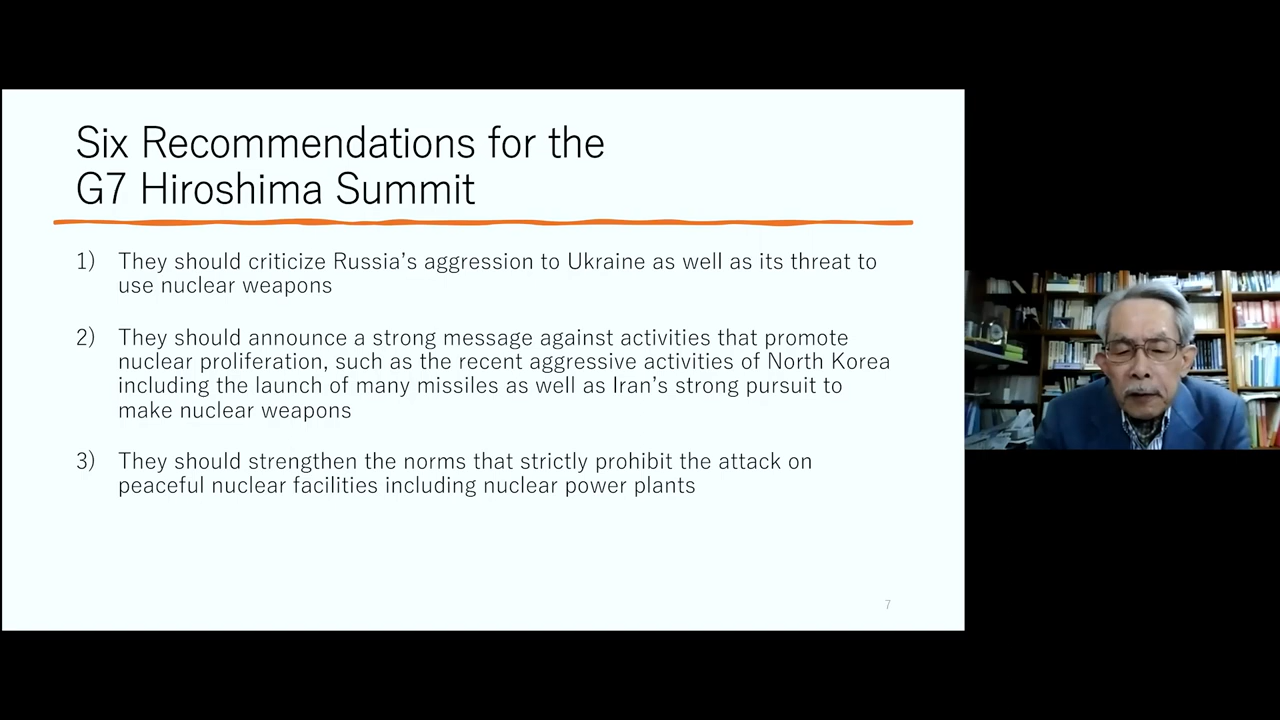 Six Recommendations for the
G7 Hiroshima Summit
1) They should criticize Russia’s aggression to Ukraine as well as its threat to
use nuclear weapons
2) They should announce a strong message against activities that promote
nuclear proliferation, such as the recent aggressive activities of North Korea
including the launch of many missiles as well as Iran’s strong pursuit to
make nuclear weapons
3) They should strengthen the norms that strictly prohibit the attack on
peaceful nuclear facilities including nuclear power plants
7